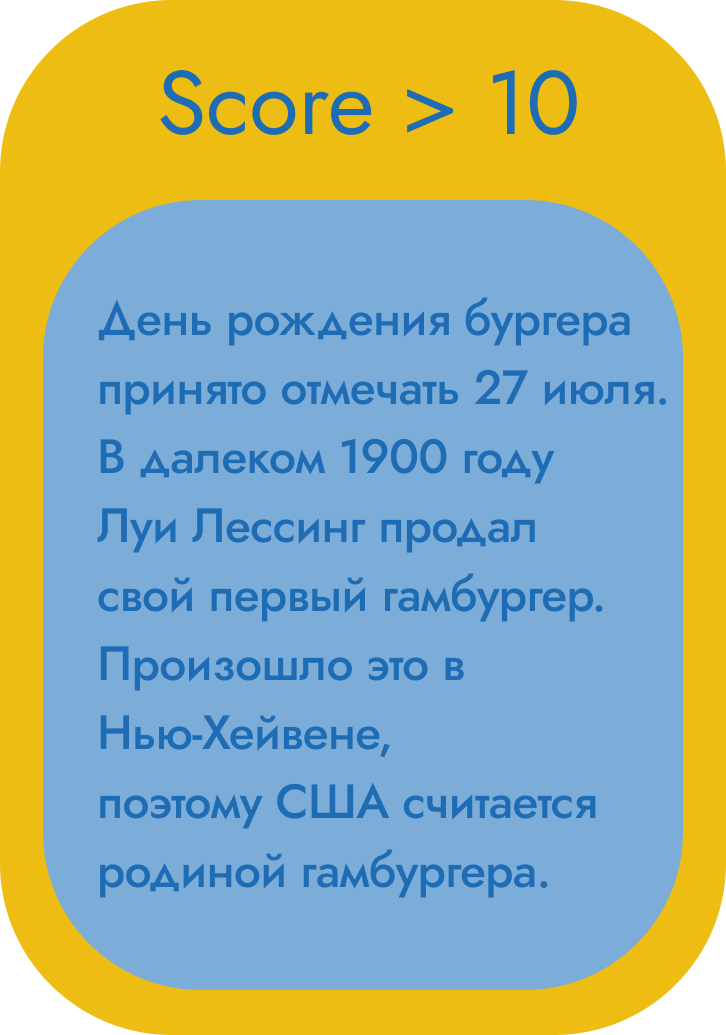 Score > 10
День рождения бургера
принято отмечать 27 июля.
В далеком 1900 году
Луи Лессинг продал
свой первый гамбургер.
Произошло это в
Нью-Хейвене,
поэтому США считается
родиной гамбургера.